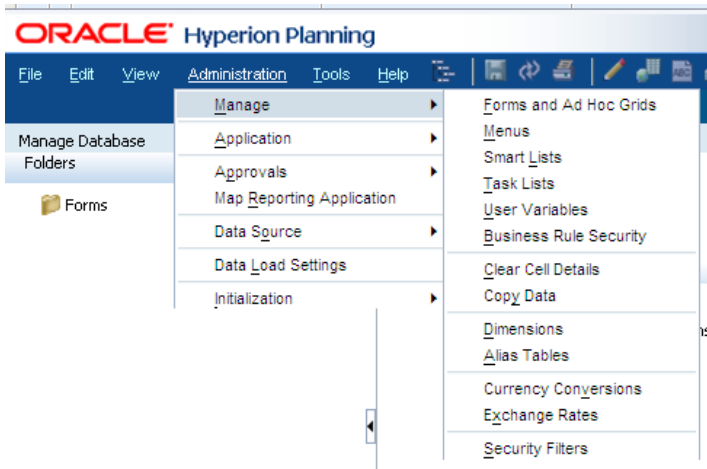 ORACLE Hyperion Planning
File Edit View Administration Tools Help
Manage Database
Folders
Forms
Manage
Application
Approvals
Map Reporting Application
Data Source
Data Load Settings
Initialization
Forms and Ad Hoc Grids
Menus
Smart Lists
Task Lists
User Variables
Business Rule Security
Clear Cell Details
Copy Data
Dimensions
Alias Tables
Currency Conversions
Exchange Rates
Security Filters